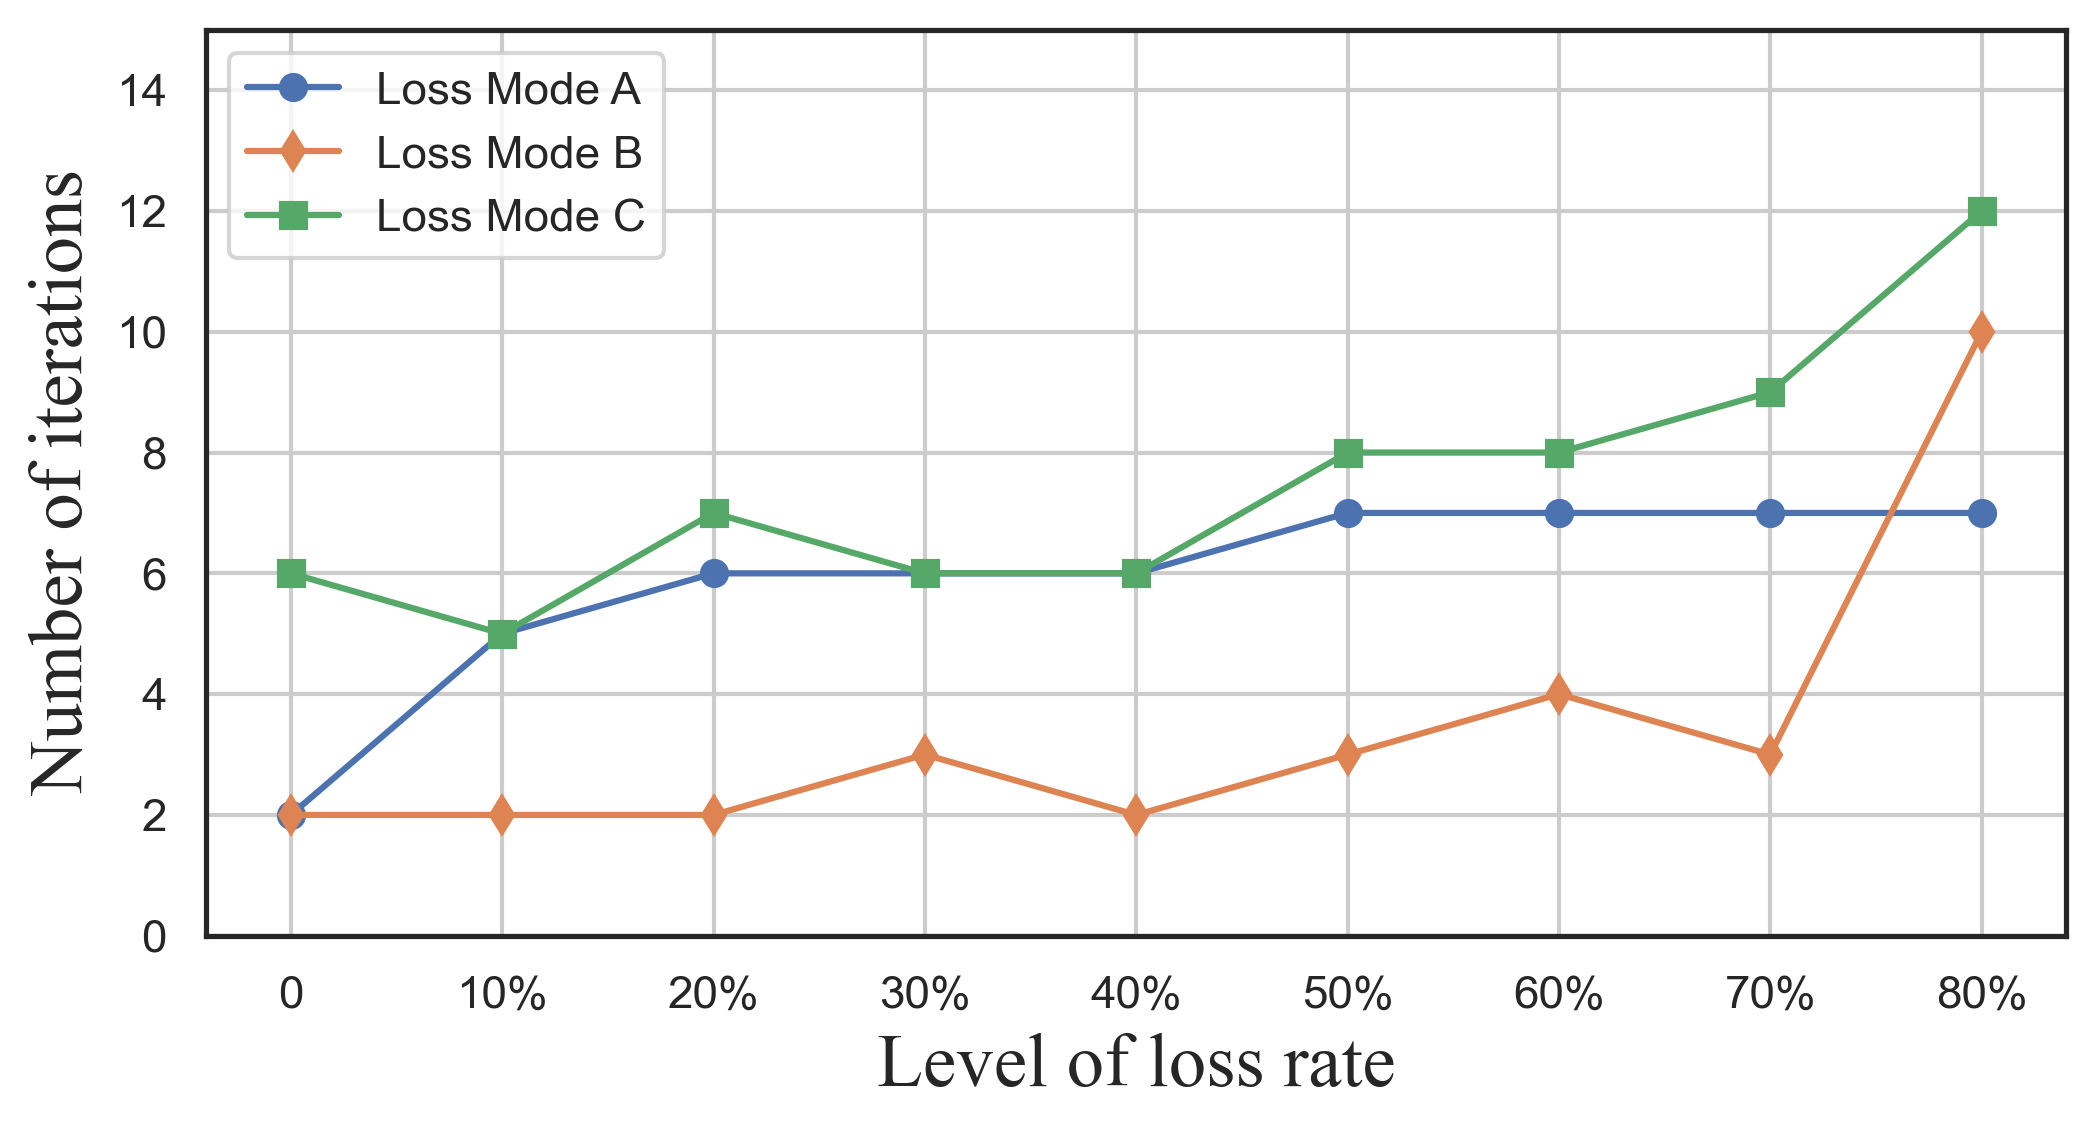 Loss Mode A
Loss Mode B
Loss Mode C
Number of iterations
14
12
10
8
6
4
2
0
0 10% 20% 30% 40% 50% 60% 70% 80%
Level of loss rate